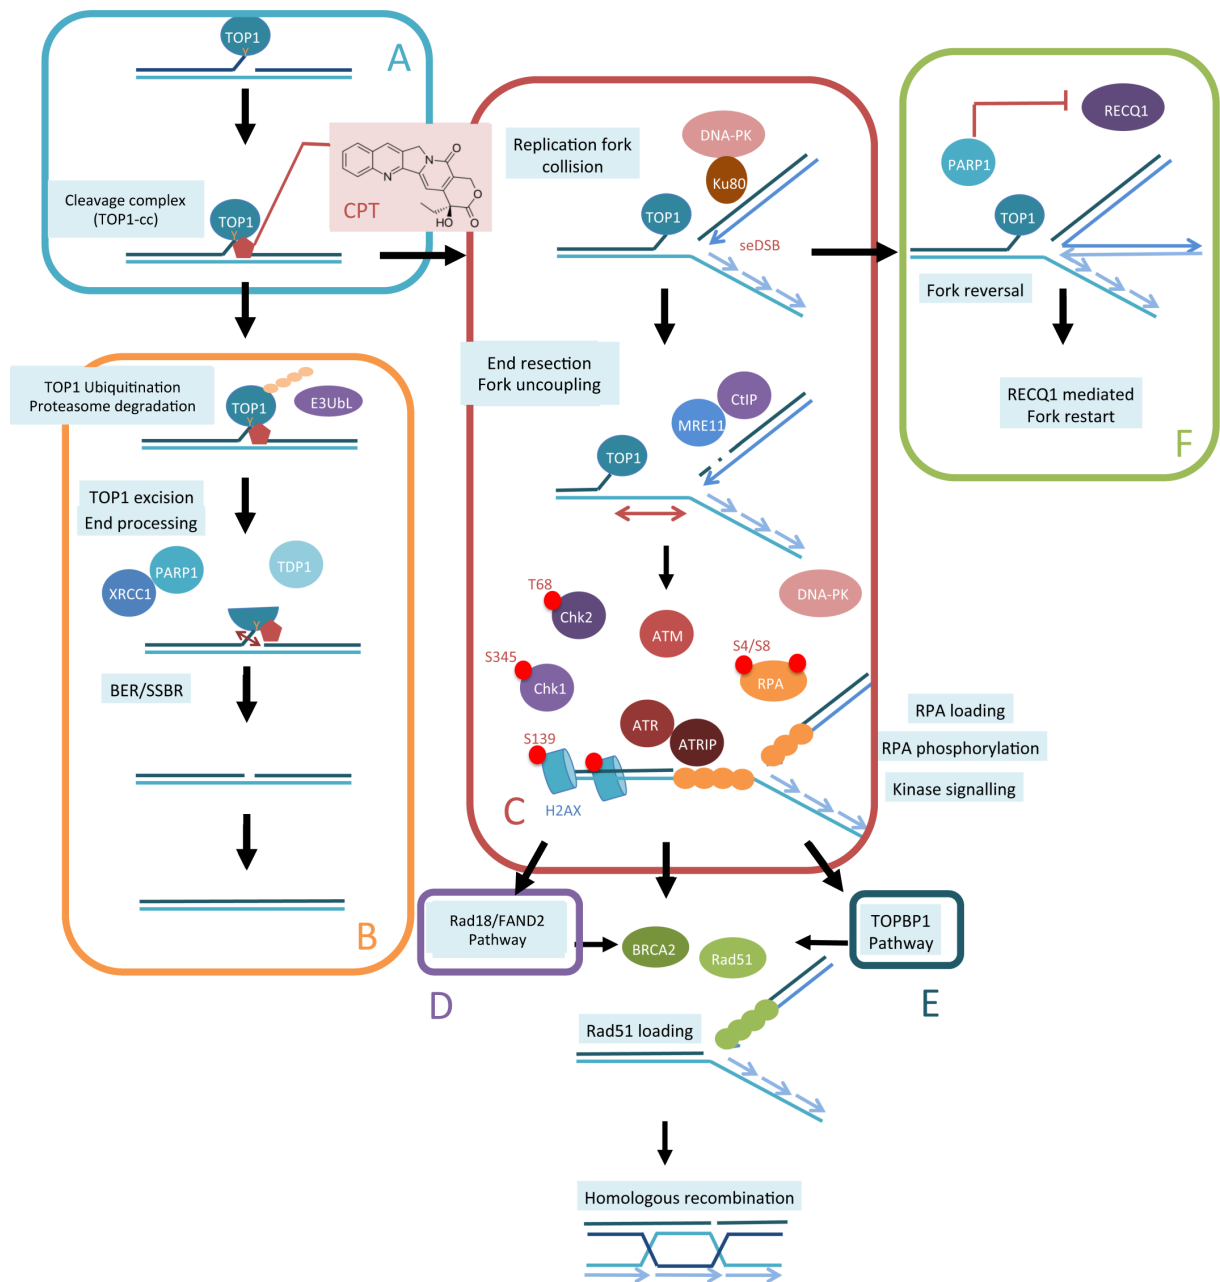 TOP1
Y
A
Cleavage complex
(TOP1-cc)
TOP1
Y
N
N
O
O
O
HO
CPT
TOP1 Ubiquitination
Proteasome degradation
TOP1
Y
E3UbL
TOP1 excision
End processing
XRCC1
PARP1
TDP1
Y
BER/SSBR
B
Replication fork
collision
DNA-PK
Ku80
TOP1
seDSB
End resection
Fork uncoupling
CtIP
MRE11
TOP1
DNA-PK
T68
Chk2
ATM
S345
Chk1
S4/S8
RPA
ATR
ATRIP
S139
H2AX
C
RPA loading
RPA phosphorylation
Kinase signalling
Rad18/FAND2
Pathway
D
BRCA2
Rad51
TOPBP1
Pathway
E
Rad51 loading
Homologous recombination
RECQ1
PARP1
TOP1
Fork reversal
RECQ1 mediated
Fork restart
F